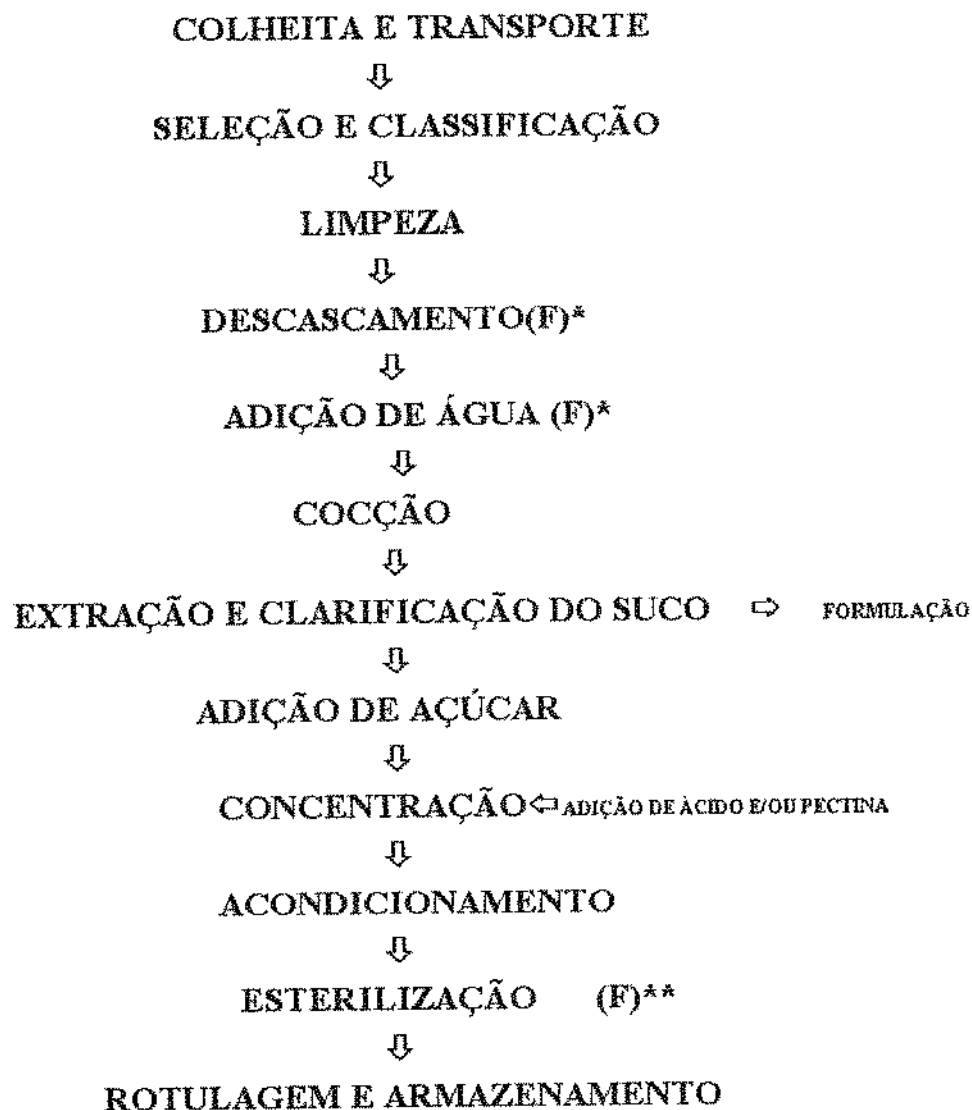 COLHEITA E TRANSPORTE
⇩
SELEÇÃO E CLASSIFICAÇÃO
⇩
LIMPEZA
⇩
DESCASCAMENTO(F)*
⇩
ADIÇÃO DE ÁGUA (F)*
⇩
COCÇÃO
⇩
EXTRAÇÃO E CLARIFICAÇÃO DO SUCO ⇨ FORMULAÇÃO
⇩
ADIÇÃO DE AÇÚCAR
⇩
CONCENTRAÇÃO⇦ADIÇÃO DE ÀCIDO E/OU PECTINA
⇩
ACONDICIONAMENTO
⇩
ESTERILIZAÇÃO (F)**
⇩
ROTULAGEM E ARMAZENAMENTO